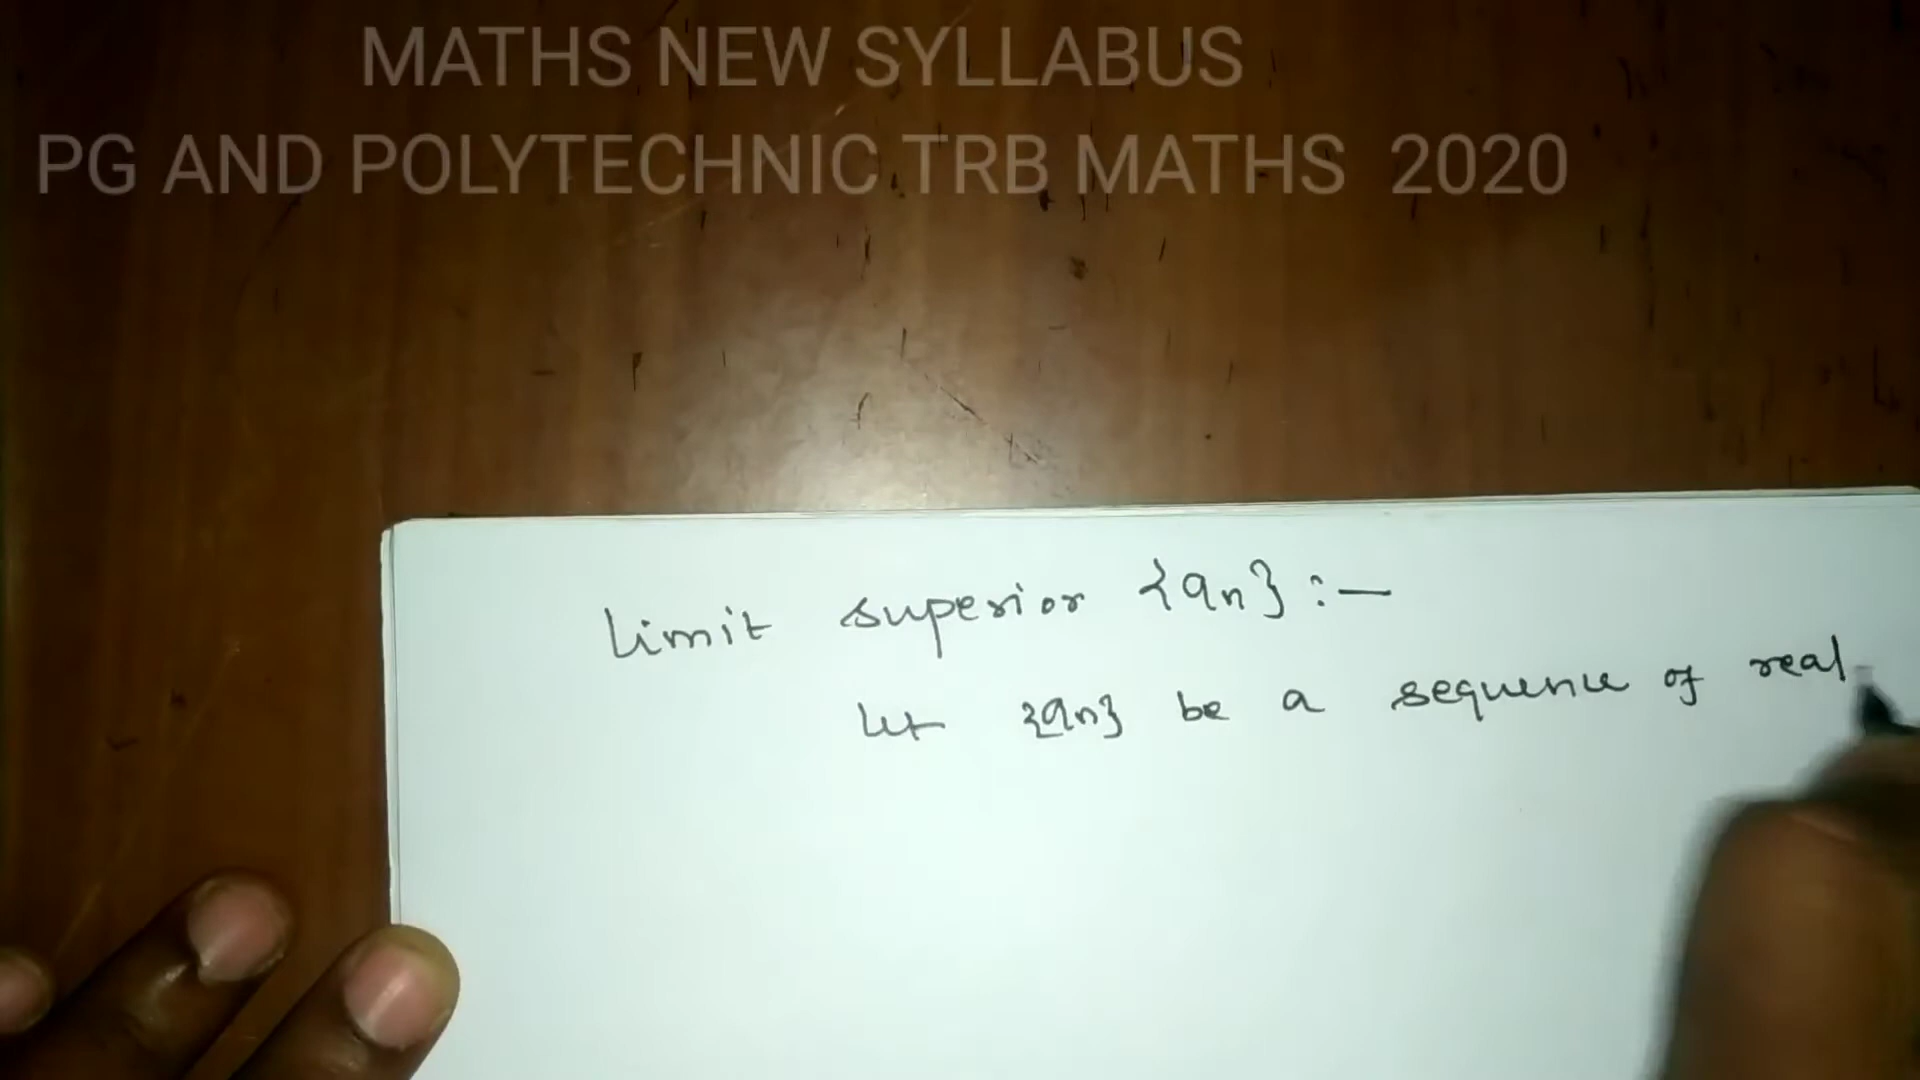 MATHS NEW SYLLABUS
PG AND POLYTECHNIC TRB MATHS 2020
Limit superior {an} :-
Let {an} be a sequence of real